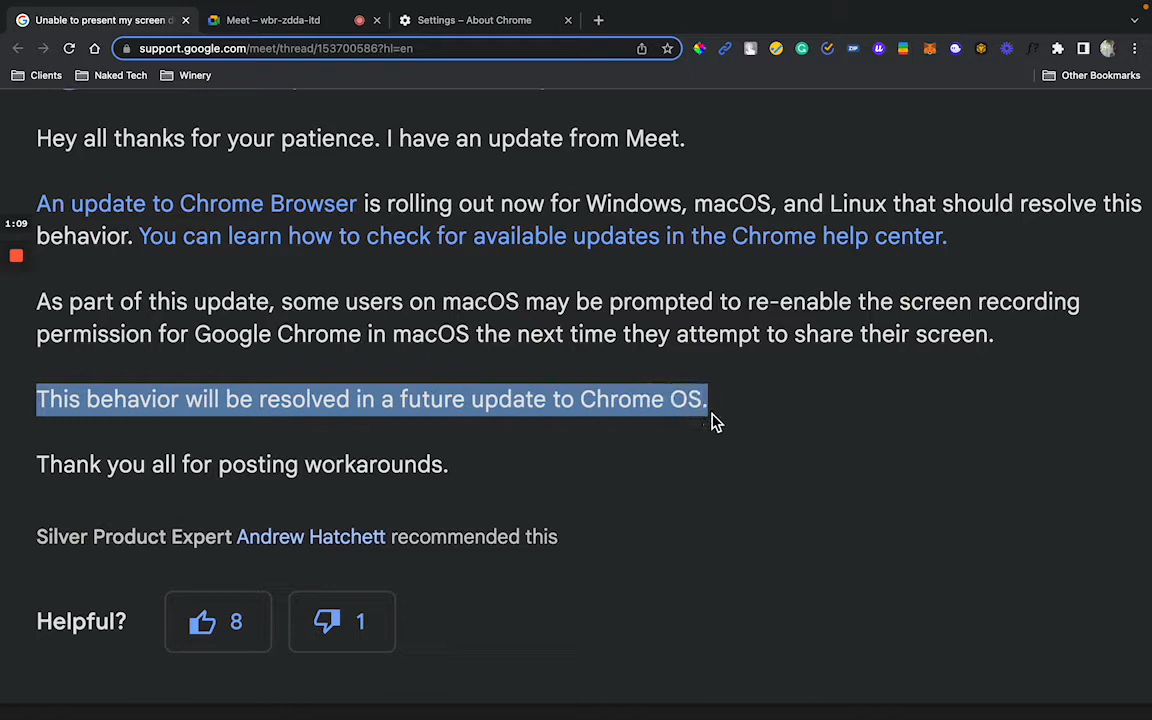 Unable to present my screen d
Meet – wbr-zdda-itd
Settings – About Chrome
support.google.com/meet/thread/153700586?hl=en
Clients
Naked Tech
Winery
Other Bookmarks
Hey all thanks for your patience. I have an update from Meet.
1:09
An update to Chrome Browser is rolling out now for Windows, macOS, and Linux that should resolve this
behavior. You can learn how to check for available updates in the Chrome help center.
As part of this update, some users on macOS may be prompted to re-enable the screen recording
permission for Google Chrome in macOS the next time they attempt to share their screen.
This behavior will be resolved in a future update to Chrome OS.
Thank you all for posting workarounds.
Silver Product Expert Andrew Hatchett recommended this
Helpful?
8
1